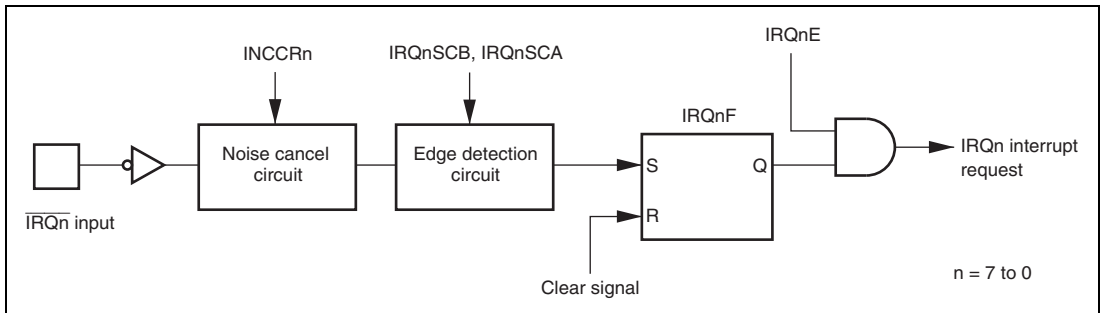 IRQnE
INCCRn
IRQnSCB, IRQnSCA
IRQnF
Noise cancel
circuit
Edge detection
circuit
S
Q
IRQn interrupt
request
IRQn input
R
Clear signal
n = 7 to 0